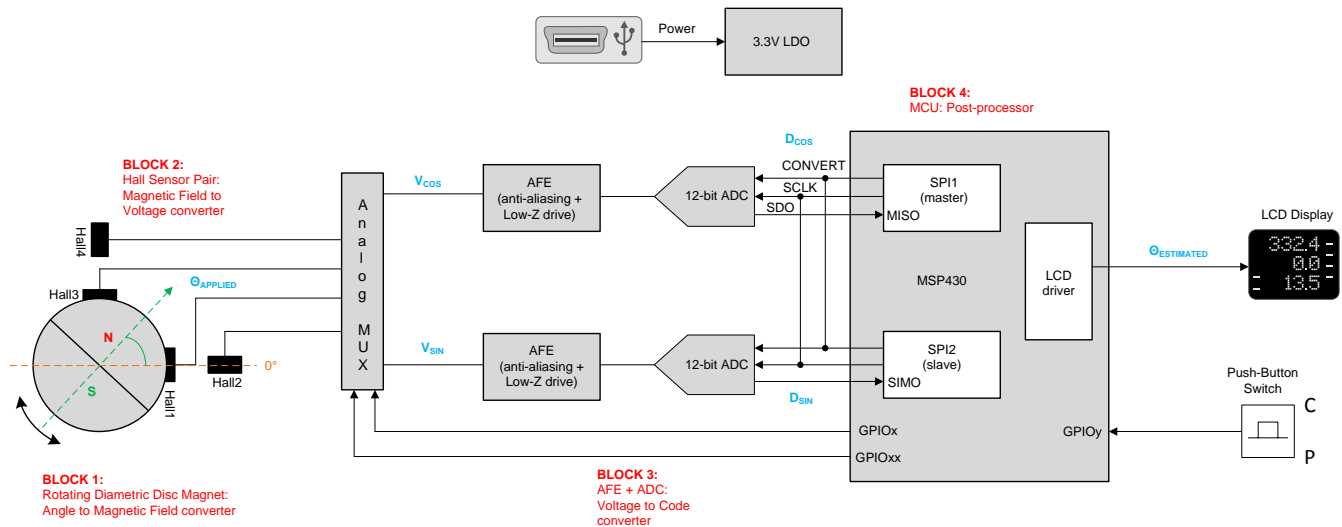 Power
3.3V LDO
BLOCK 4:
MCU: Post-processor
BLOCK 2:
Hall Sensor Pair:
Magnetic Field to
Voltage converter
Hall4
Hall3
ΘAPPLIED
N
S
0°
Hall1
Hall2
BLOCK 1:
Rotating Diametric Disc Magnet:
Angle to Magnetic Field converter
Analog
MUX
VCOS
AFE
(anti-aliasing +
Low-Z drive)
12-bit ADC
DCOS
CONVERT
SCLK
SDO
SPI1
(master)
MISO
VSIN
AFE
(anti-aliasing +
Low-Z drive)
12-bit ADC
DSIN
SPI2
(slave)
SIMO
MSP430
LCD
driver
ΘESTIMATED
LCD Display
332.4
0.0
13.5
Push-Button
Switch
C
P
GPIOx
GPIOxx
GPIOy
BLOCK 3:
AFE + ADC:
Voltage to Code
converter